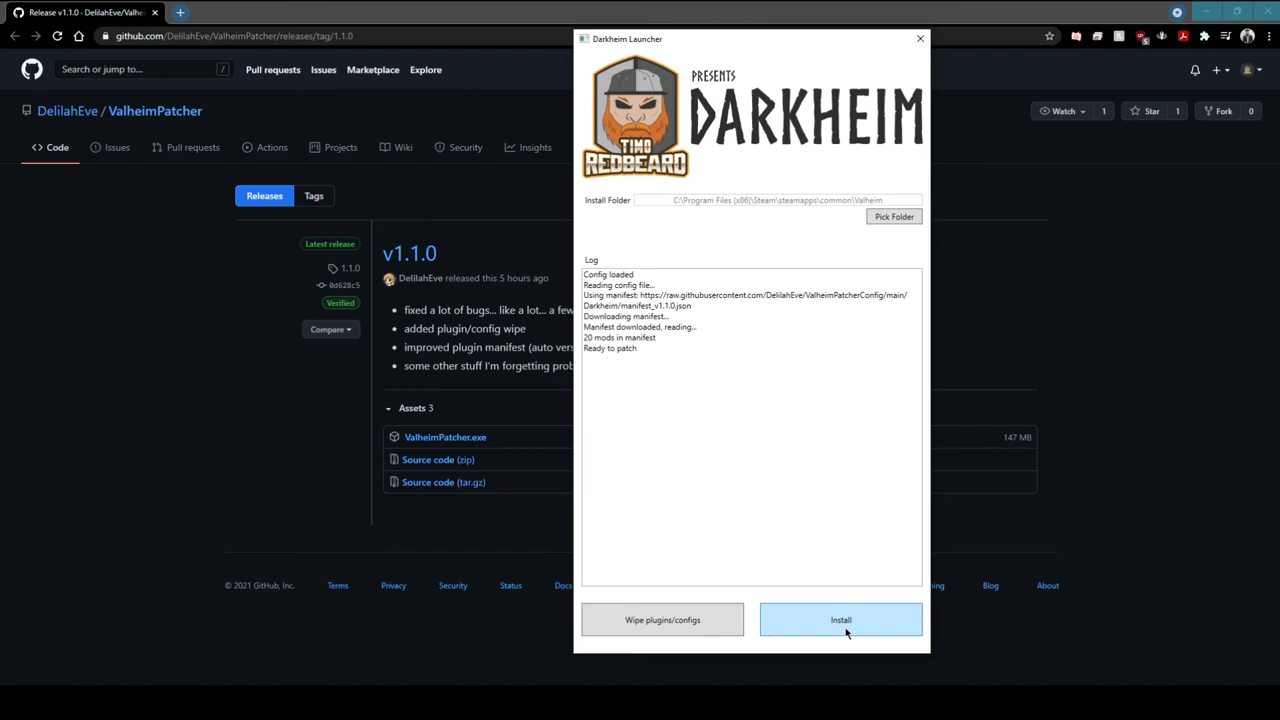 Release v1.1.0 - DelilahEve/Valhei
github.com/DelilahEve/ValheimPatcher/releases/tag/1.1.0
Search or jump to...
/
Pull requests
Issues
Marketplace
Explore
DelilahEve / ValheimPatcher
Watch
1
Star
1
Fork
0
Code
Issues
Pull requests
Actions
Projects
Wiki
Security
Insights
Releases
Tags
Latest release
1.1.0
0d628c5
Verified
Compare
v1.1.0
DelilahEve released this 5 hours ago
fixed a lot of bugs... like a lot... a few
added plugin/config wipe
improved plugin manifest (auto vers
some other stuff I'm forgetting prob
Assets 3
ValheimPatcher.exe
147 MB
Source code (zip)
Source code (tar.gz)
© 2021 GitHub, Inc.
Terms
Privacy
Security
Status
Docs
ning
Blog
About
Darkheim Launcher
TIMO
REDBEARD
PRESENTS
DARKHEIM
Install Folder
C:\Program Files (x86)\Steam\steamapps\common\Valheim
Pick Folder
Log
Config loaded
Reading config file...
Using manifest: https://raw.githubusercontent.com/DelilahEve/ValheimPatcherConfig/main/
Darkheim/manifest_v1.1.0.json
Downloading manifest...
Manifest downloaded, reading...
20 mods in manifest
Ready to patch
Wipe plugins/configs
Install